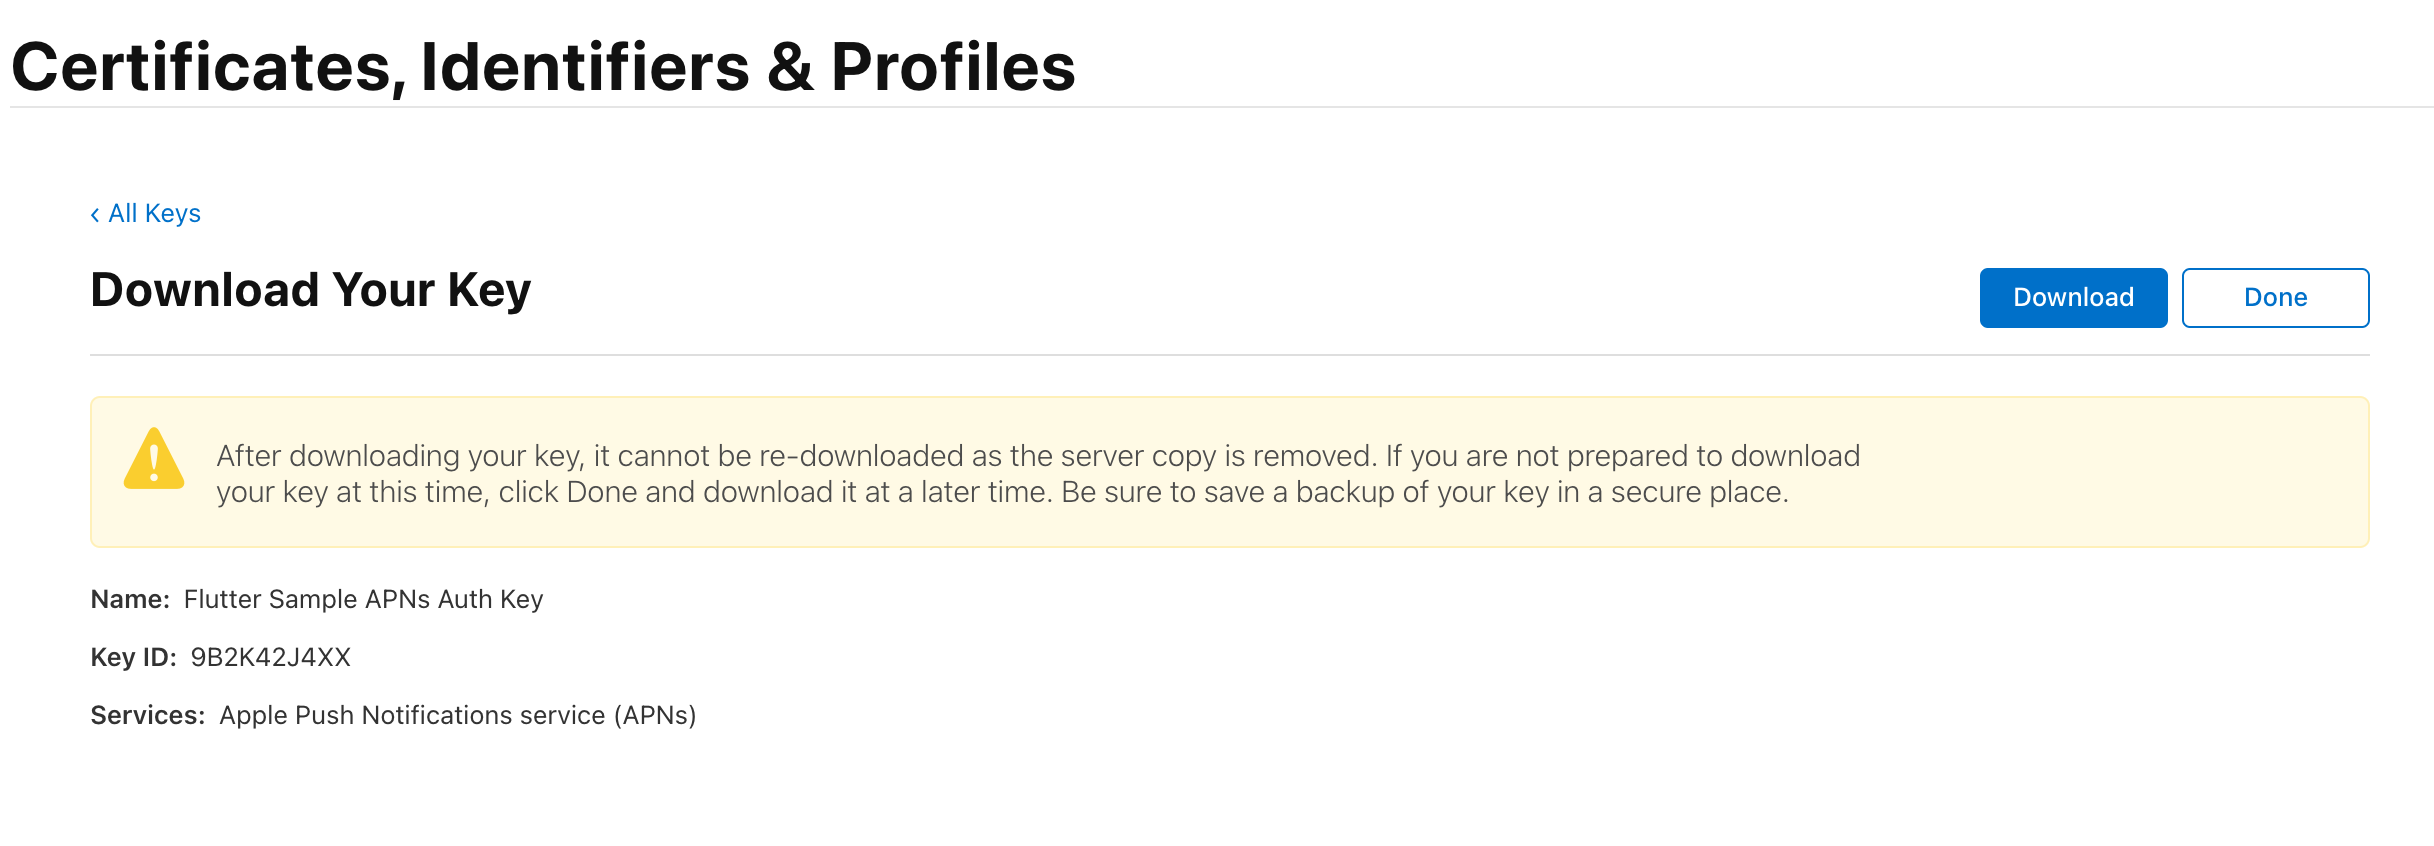 Certificates, Identifiers & Profiles
‹ All Keys
Download Your Key
Download
Done
After downloading your key, it cannot be re-downloaded as the server copy is removed. If you are not prepared to download
your key at this time, click Done and download it at a later time. Be sure to save a backup of your key in a secure place.
Name: Flutter Sample APNs Auth Key
Key ID: 9B2K42J4XX
Services: Apple Push Notifications service (APNs)